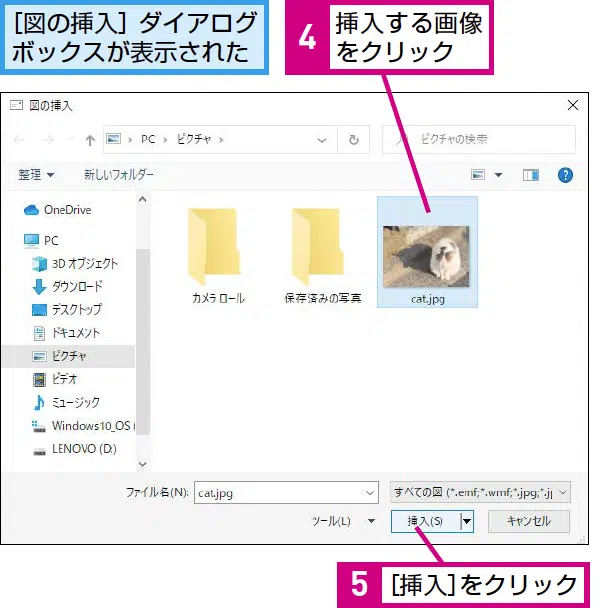 [図の挿入]ダイアログ
ボックスが表示された
4
挿入する画像
をクリック
図の挿入
PC
ピクチャ
ピクチャの検索
整理
新しいフォルダー
OneDrive
PC
3D オブジェクト
ダウンロード
デスクトップ
ドキュメント
ピクチャ
ビデオ
ミュージック
Windows10_OS (
LENOVO (D:)
カメラロール
保存済みの写真
cat.jpg
ファイル名(N):
cat.jpg
すべての図 (*.emf;*.wmf;*.jpg;*.j
ツール(L)
挿入(S)
キャンセル
5
[挿入]をクリック